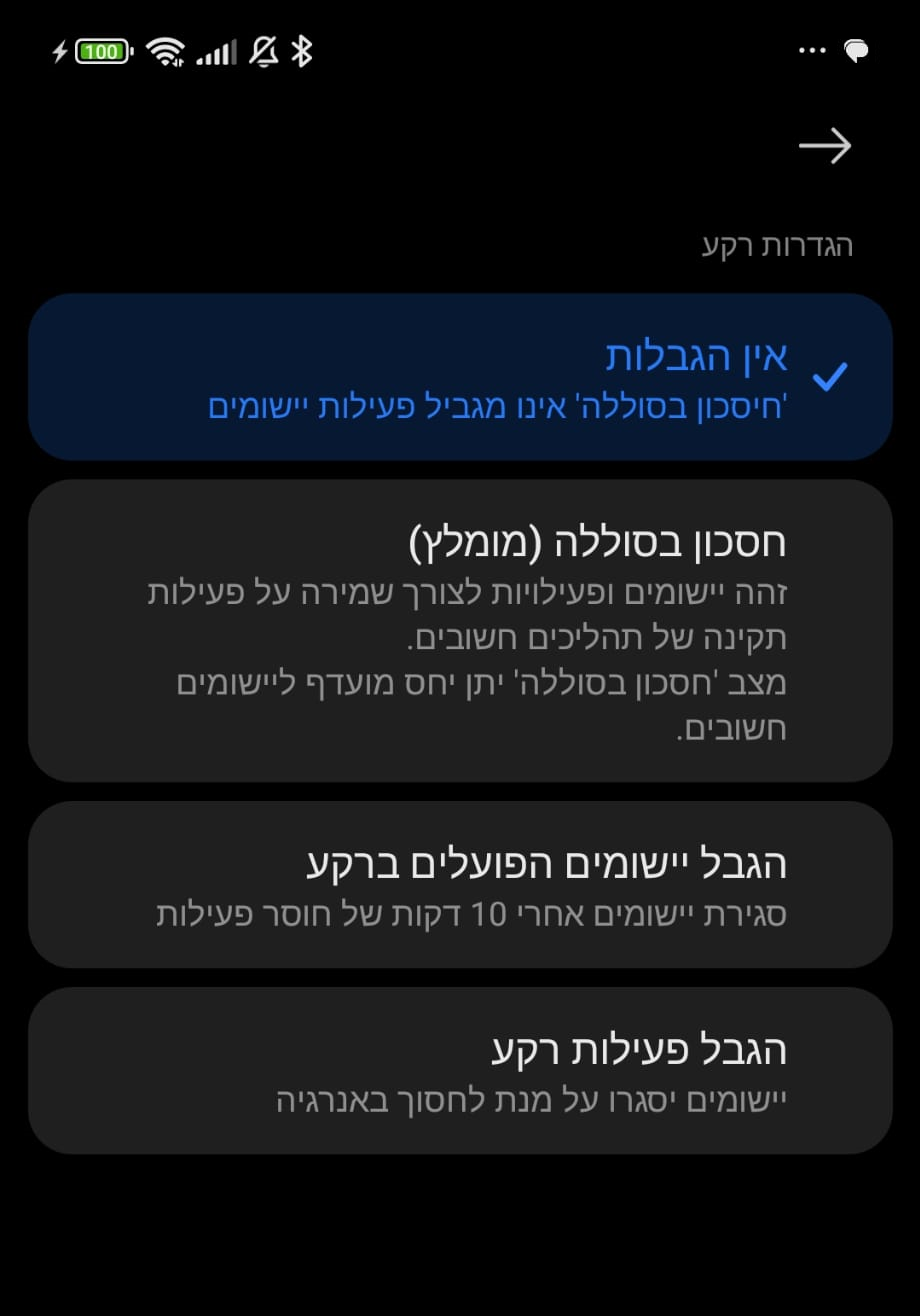 100
הגדרות רקע
אין הגבלות
'חיסכון בסוללה' אינו מגביל פעילות יישומים
חסכון בסוללה (מומלץ)
זהה יישומים ופעילויות לצורך שמירה על פעילות
תקינה של תהליכים חשובים.
מצב 'חסכון בסוללה' יתן יחס מועדף ליישומים
חשובים.
הגבל יישומים הפועלים ברקע
סגירת יישומים אחרי 10 דקות של חוסר פעילות
הגבל פעילות רקע
יישומים יסגרו על מנת לחסוך באנרגיה